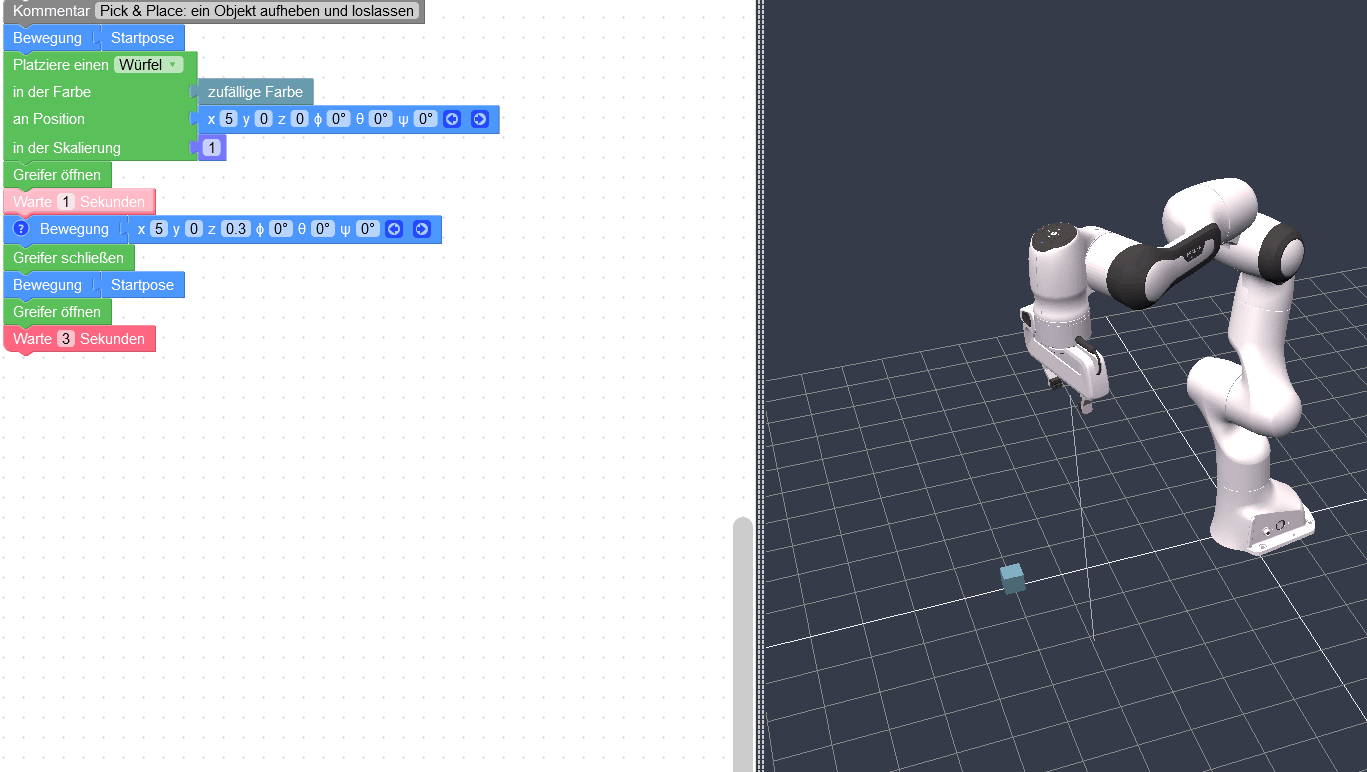 Kommentar Pick & Place: ein Objekt aufheben und loslassen
Bewegung Startpose
Platziere einen Würfel
in der Farbe zufällige Farbe
an Position x 5 y 0 z 0 ϕ 0° θ 0° ψ 0°
in der Skalierung 1
Greifer öffnen
Warte 1 Sekunden
? Bewegung x 5 y 0 z 0.3 ϕ 0° θ 0° ψ 0°
Greifer schließen
Bewegung Startpose
Greifer öffnen
Warte 3 Sekunden